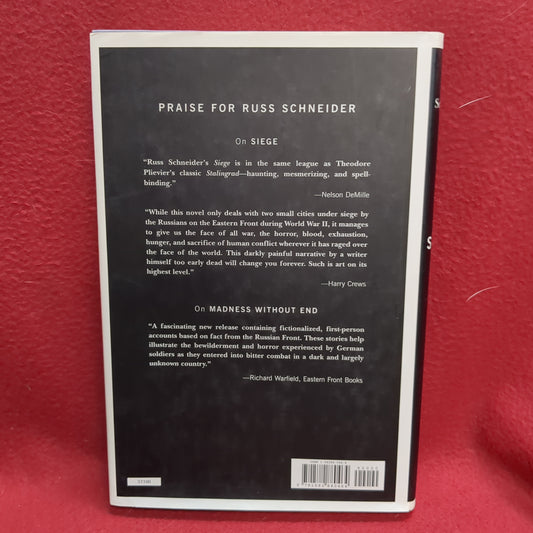 PRAISE FOR RUSS SCHNEIDER
On SIEGE
“Russ Schneider's Siege is in the same league as Theodore
Plievier's classic Stalingrad—haunting, mesmerizing, and spell-
binding.”
—Nelson DeMille
“While this novel only deals with two small cities under siege by
the Russians on the Eastern Front during World War II, it manages
to give us the face of all war, the horror, blood, exhaustion,
hunger, and sacrifice of human conflict wherever it has raged over
the face of the world. This darkly painful narrative by a writer
himself too early dead will change you forever. Such is art on its
highest level.”
—Harry Crews
On MADNESS WITHOUT END
“A fascinating new release containing fictionalized, first-person
accounts based on fact from the Russian Front. These stories help
illustrate the bewilderment and horror experienced by German
soldiers as they entered into bitter combat in a dark and largely
unknown country.”
—Richard Warfield, Eastern Front Books
S
S